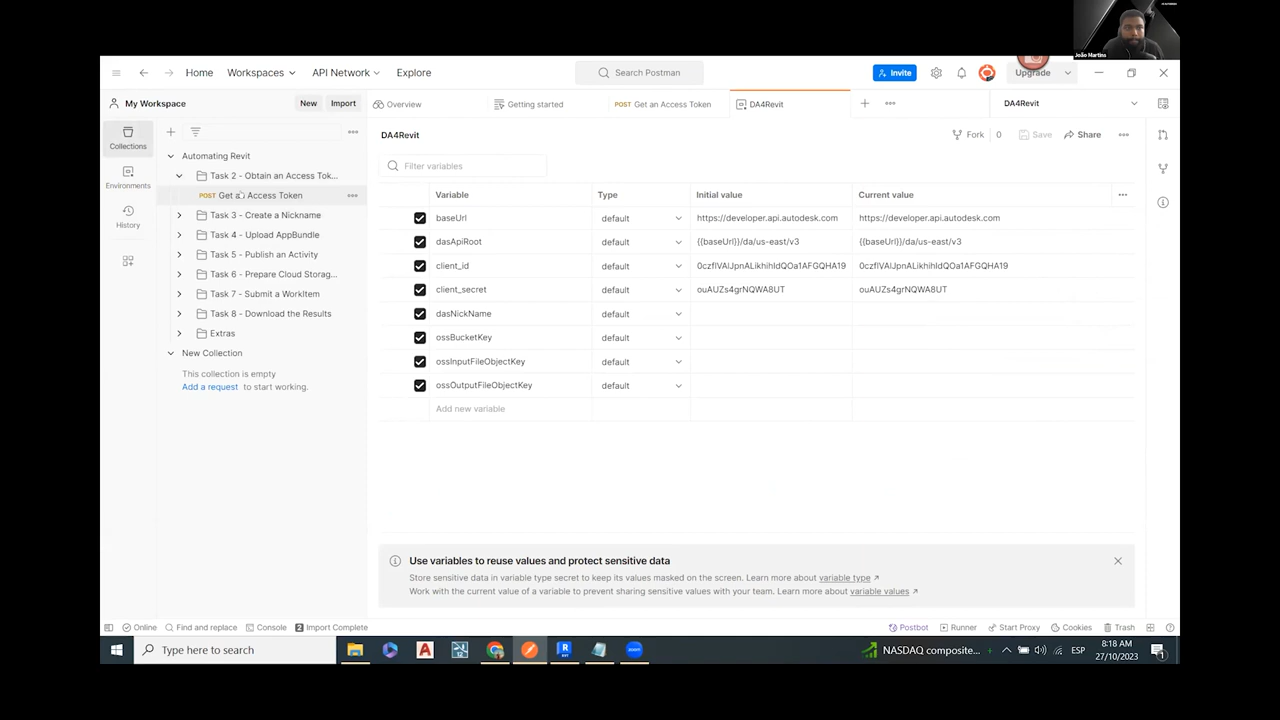 João Martins
Home Workspaces API Network Explore
Search Postman
Invite
Upgrade
My Workspace
New Import
Overview
Getting started
POST Get an Access Token
DA4Revit
DA4Revit
Collections
Environments
History
Automating Revit
Task 2 - Obtain an Access Tok...
POST Get an Access Token
Task 3 - Create a Nickname
Task 4 - Upload AppBundle
Task 5 - Publish an Activity
Task 6 - Prepare Cloud Storag...
Task 7 - Submit a WorkItem
Task 8 - Download the Results
Extras
New Collection
This collection is empty
Add a request to start working.
DA4Revit
Fork 0 Save Share
Filter variables
Variable Type Initial value Current value
baseUrl default https://developer.api.autodesk.com https://developer.api.autodesk.com
dasApiRoot default {{baseUrl}}/da/us-east/v3 {{baseUrl}}/da/us-east/v3
client_id default
client_secret default ouAUZs4grNQWA8UT ouAUZs4grNQWA8UT
dasNickName default
ossBucketKey default
ossInputFileObjectKey default
ossOutputFileObjectKey default
Add new variable
Use variables to reuse values and protect sensitive data
Store sensitive data in variable type secret to keep its values masked on the screen. Learn more about variable type
Work with the current value of a variable to prevent sharing sensitive values with your team. Learn more about variable values
Online Find and replace Console Import Complete
Postbot Runner Start Proxy Cookies Trash
Type here to search
NASDAQ composite...
ESP
8:18 AM
27/10/2023